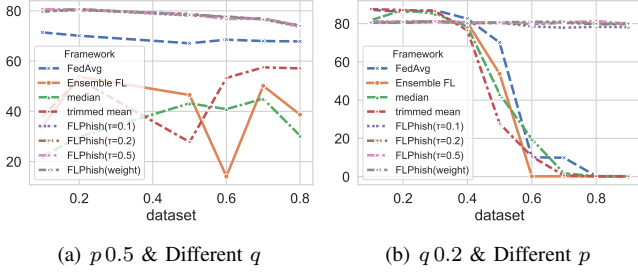 80
60
40
20
Framework
FedAvg
Ensemble FL
median
trimmed mean
FLPhish(τ=0.1)
FLPhish(τ=0.2)
FLPhish(τ=0.5)
FLPhish(weight)
0.2 0.4 0.6 0.8
dataset
(a) p 0.5 & Different q
80
60
40
20
0
Framework
FedAvg
Ensemble FL
median
trimmed mean
FLPhish(τ=0.1)
FLPhish(τ=0.2)
FLPhish(τ=0.5)
FLPhish(weight)
0.2 0.4 0.6 0.8
dataset
(b) q 0.2 & Different p